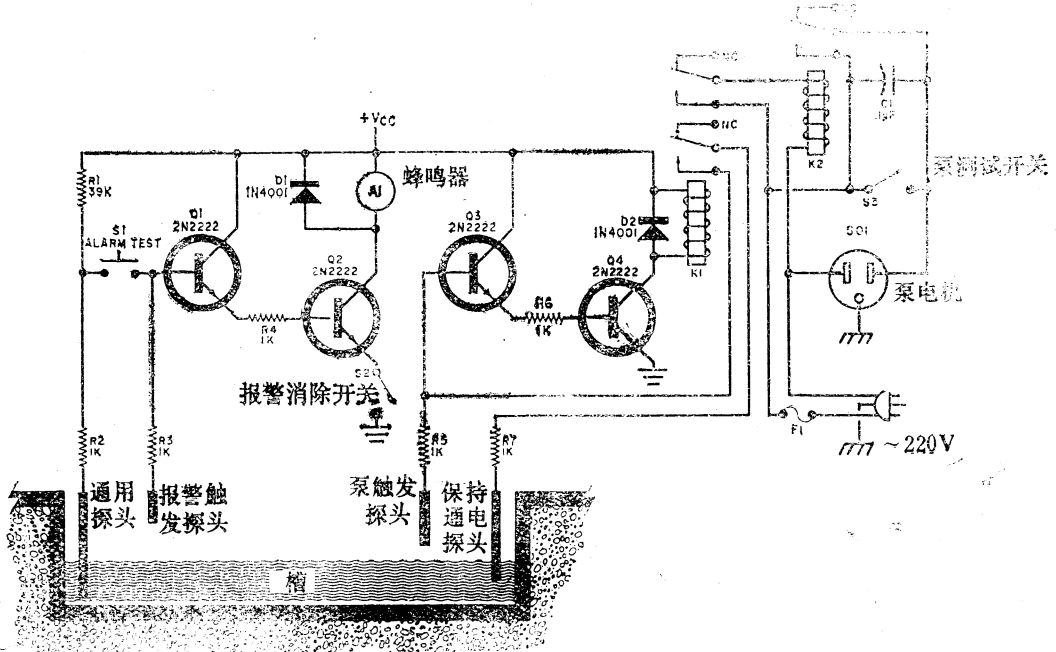 NC
+Vcc
NC
R1
39K
D1
1N4001
蜂鸣器
AI
K2
泵测试开关
S3
S1
ALARM TEST
Q1
2N2222
Q3
2N2222
D2
1N4001
SO1
Q2
2N2222
Q4
2N2222
K1
泵电机
R4
1K
R6
1K
报警消除开关
S2
F1
~220V
R2
1K
R3
1K
R5
1K
R7
1K
通用
探头
报警触
发探头
泵触发
探头
保持
通电
探头
槽